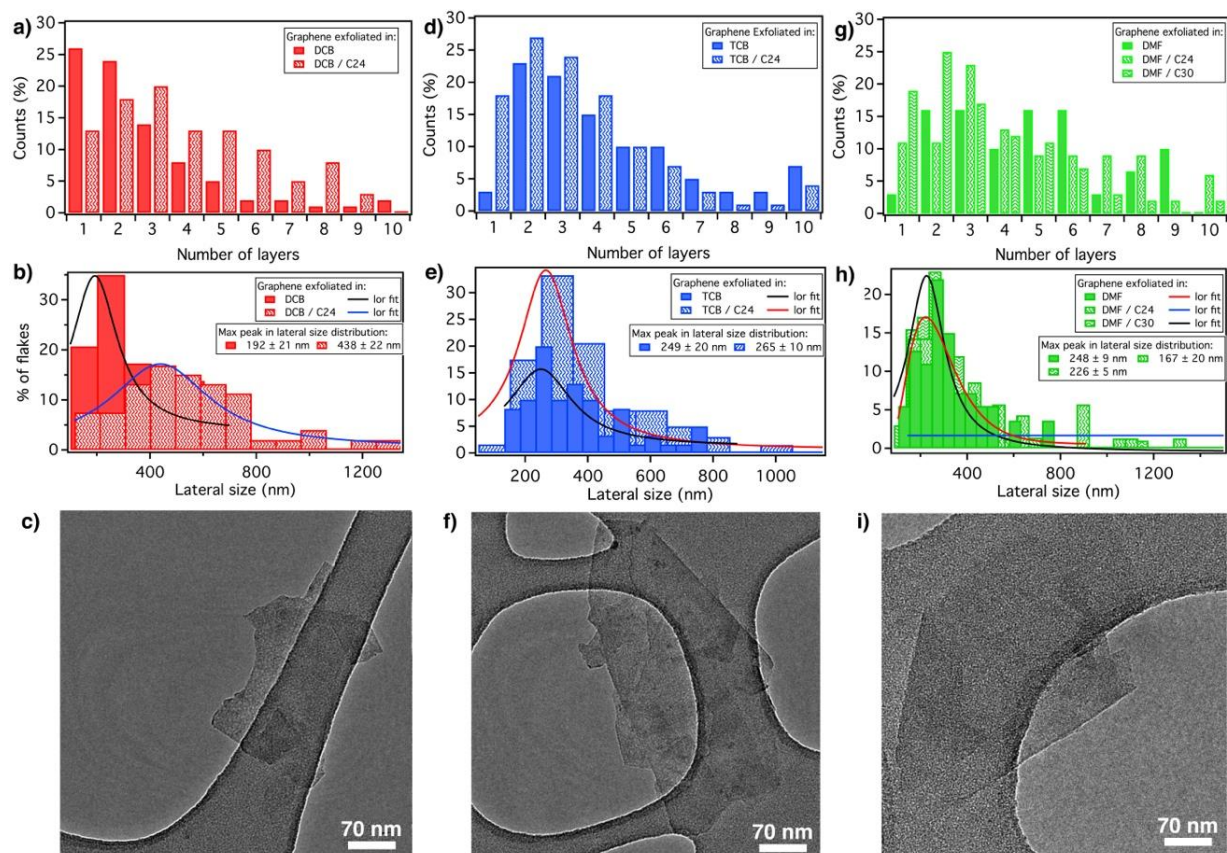 a)
30
25
20
15
10
5
0
Counts (%)
Graphene exfoliated in:
DCB
DCB / C24
1 2 3 4 5 6 7 8 9 10
Number of layers
d)
30
25
20
15
10
5
0
Counts (%)
Graphene Exfoliated in:
TCB
TCB / C24
1 2 3 4 5 6 7 8 9 10
Number of layers
g)
30
25
20
15
10
5
0
Counts (%)
Graphene exfoliated in:
DMF
DMF / C24
DMF / C30
1 2 3 4 5 6 7 8 9 10
Number of layers
b)
30
20
10
0
% of flakes
Graphene exfoliated in:
DCB lor fit
DCB / C24 lor fit
Max peak in lateral size distribution:
192 ± 21 nm 438 ± 22 nm
400 800 1200
Lateral size (nm)
e)
35
30
25
20
15
10
5
0
Graphene exfoliated in:
TCB lor fit
TCB / C24 lor fit
Max peak in lateral size distribution:
249 ± 20 nm 265 ± 10 nm
200 400 600 800 1000
Lateral size (nm)
h)
20
15
10
5
0
Graphene exfoliated in:
DMF lor fit
DMF / C24 lor fit
DMF / C30 lor fit
Max peak in lateral size distribution:
248 ± 9 nm 167 ± 20 nm
226 ± 5 nm
400 800 1200
Lateral size (nm)
c)
70 nm
f)
70 nm
i)
70 nm